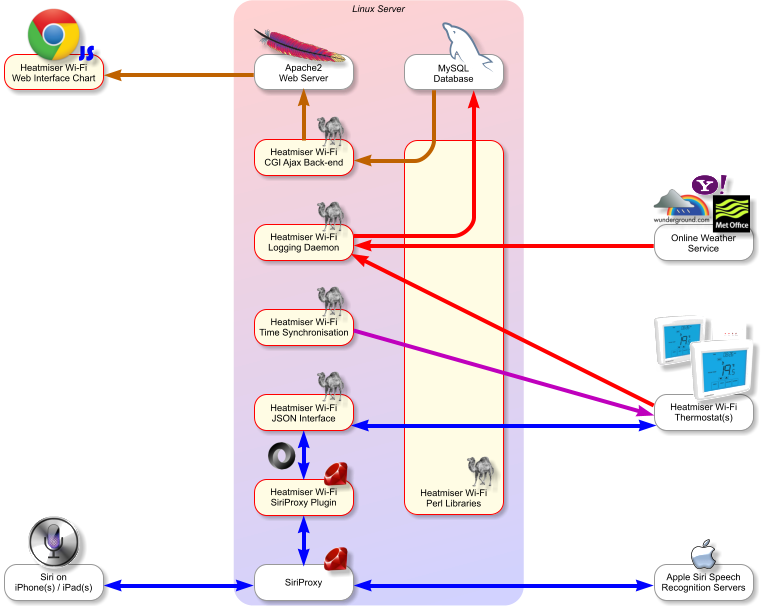 Linux Server
JS
Heatmiser Wi-Fi
Web Interface Chart
Apache2
Web Server
MySQL
Database
Heatmiser Wi-Fi
CGI Ajax Back-end
Y!
wunderground.com
Met Office
Heatmiser Wi-Fi
Logging Daemon
Online Weather
Service
Heatmiser Wi-Fi
Time Synchronisation
Heatmiser Wi-Fi
JSON Interface
Heatmiser Wi-Fi
Thermostat(s)
Heatmiser Wi-Fi
SiriProxy Plugin
Heatmiser Wi-Fi
Perl Libraries
Siri on
iPhone(s) / iPad(s)
SiriProxy
Apple Siri Speech
Recognition Servers